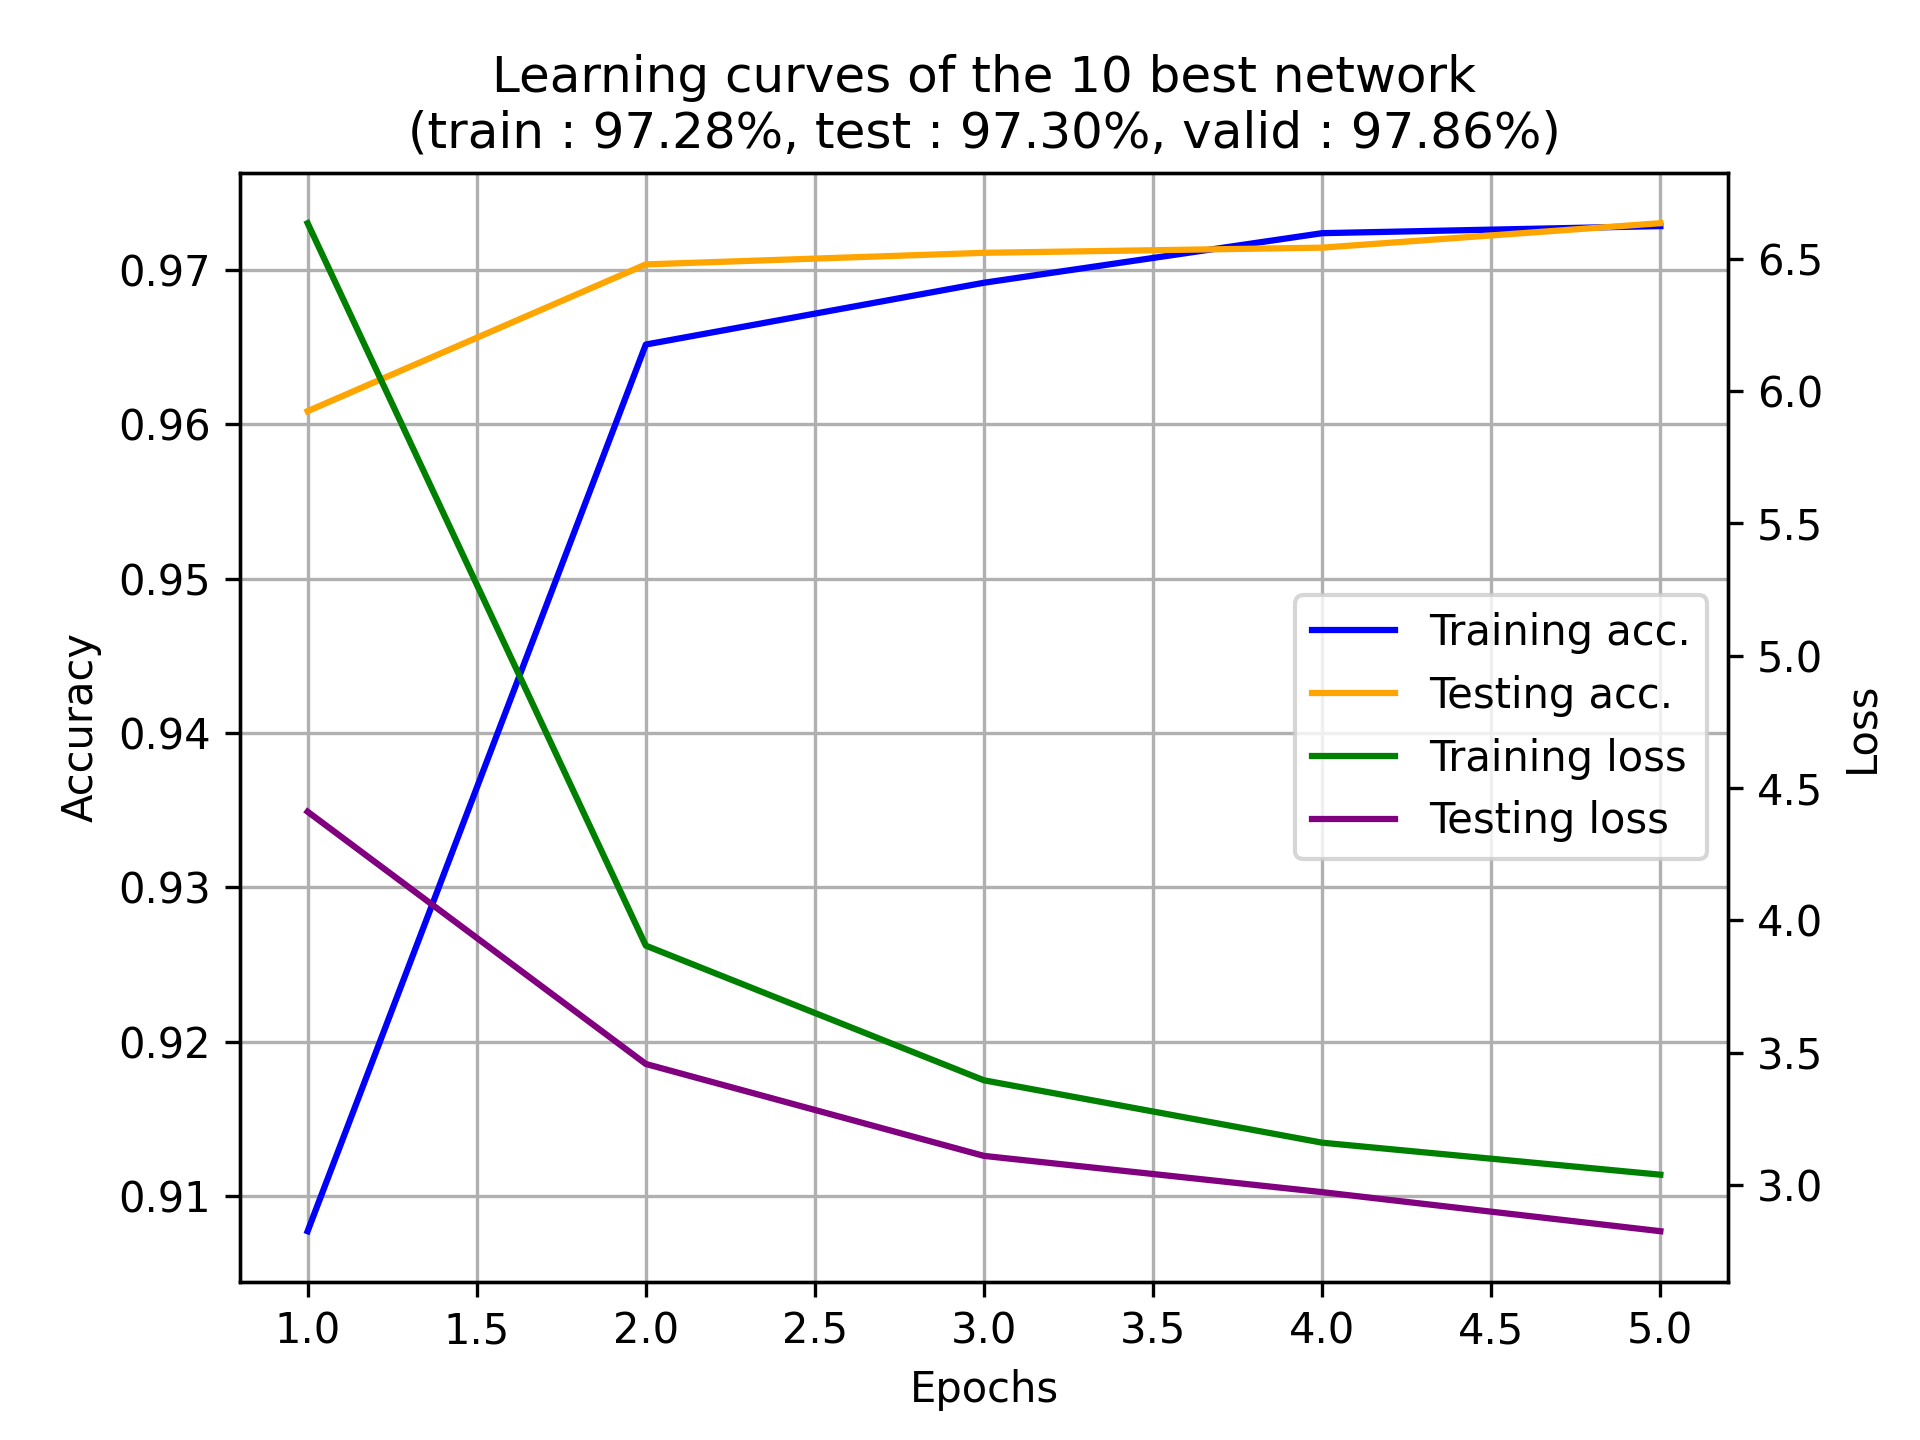 Learning curves of the 10 best network
(train : 97.28%, test : 97.30%, valid : 97.86%)
Accuracy
0.97
0.96
0.95
0.94
0.93
0.92
0.91
6.5
6.0
5.5
5.0
4.5
4.0
3.5
3.0
Loss
Training acc.
Testing acc.
Training loss
Testing loss
1.0 1.5 2.0 2.5 3.0 3.5 4.0 4.5 5.0
Epochs